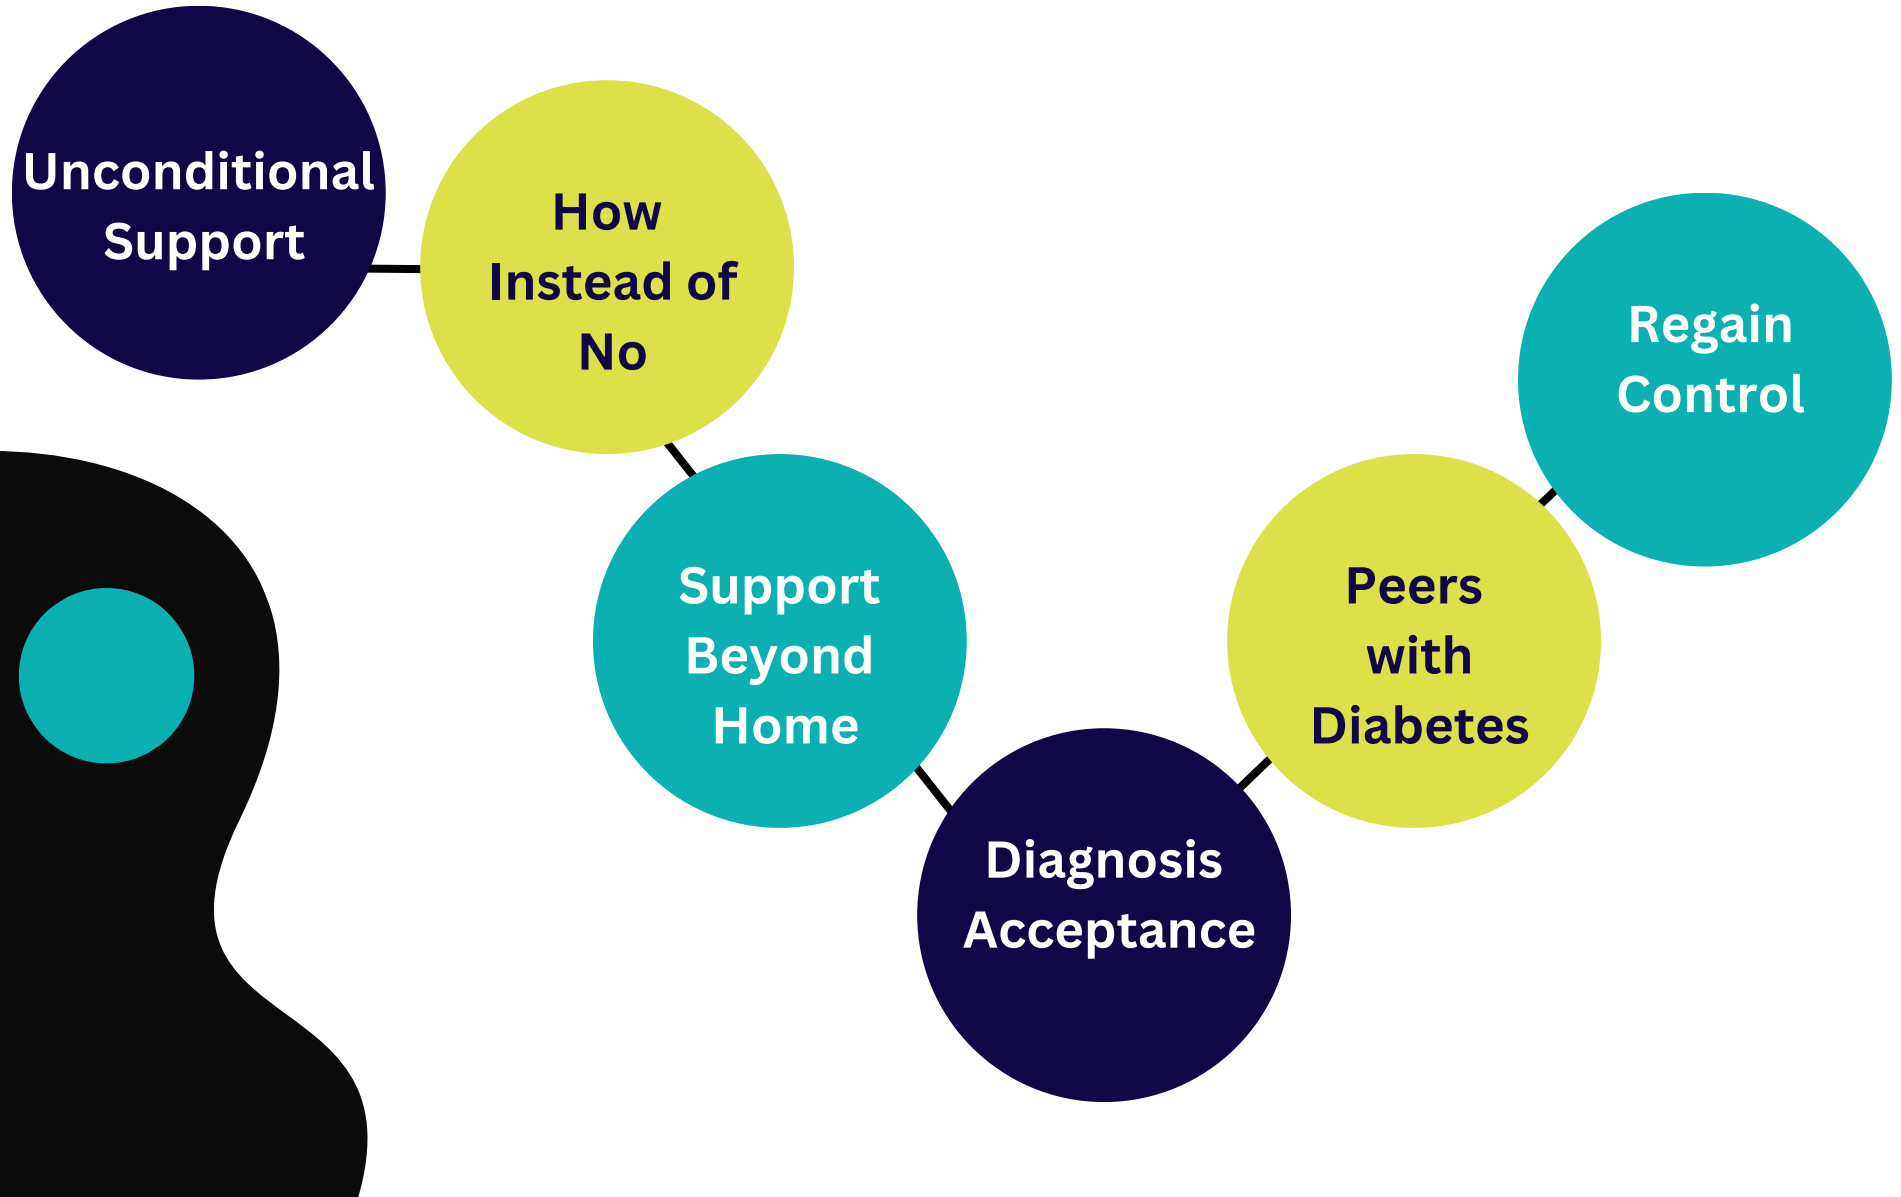 Unconditional
Support
How
Instead of
No
Support
Beyond
Home
Diagnosis
Acceptance
Peers
with
Diabetes
Regain
Control